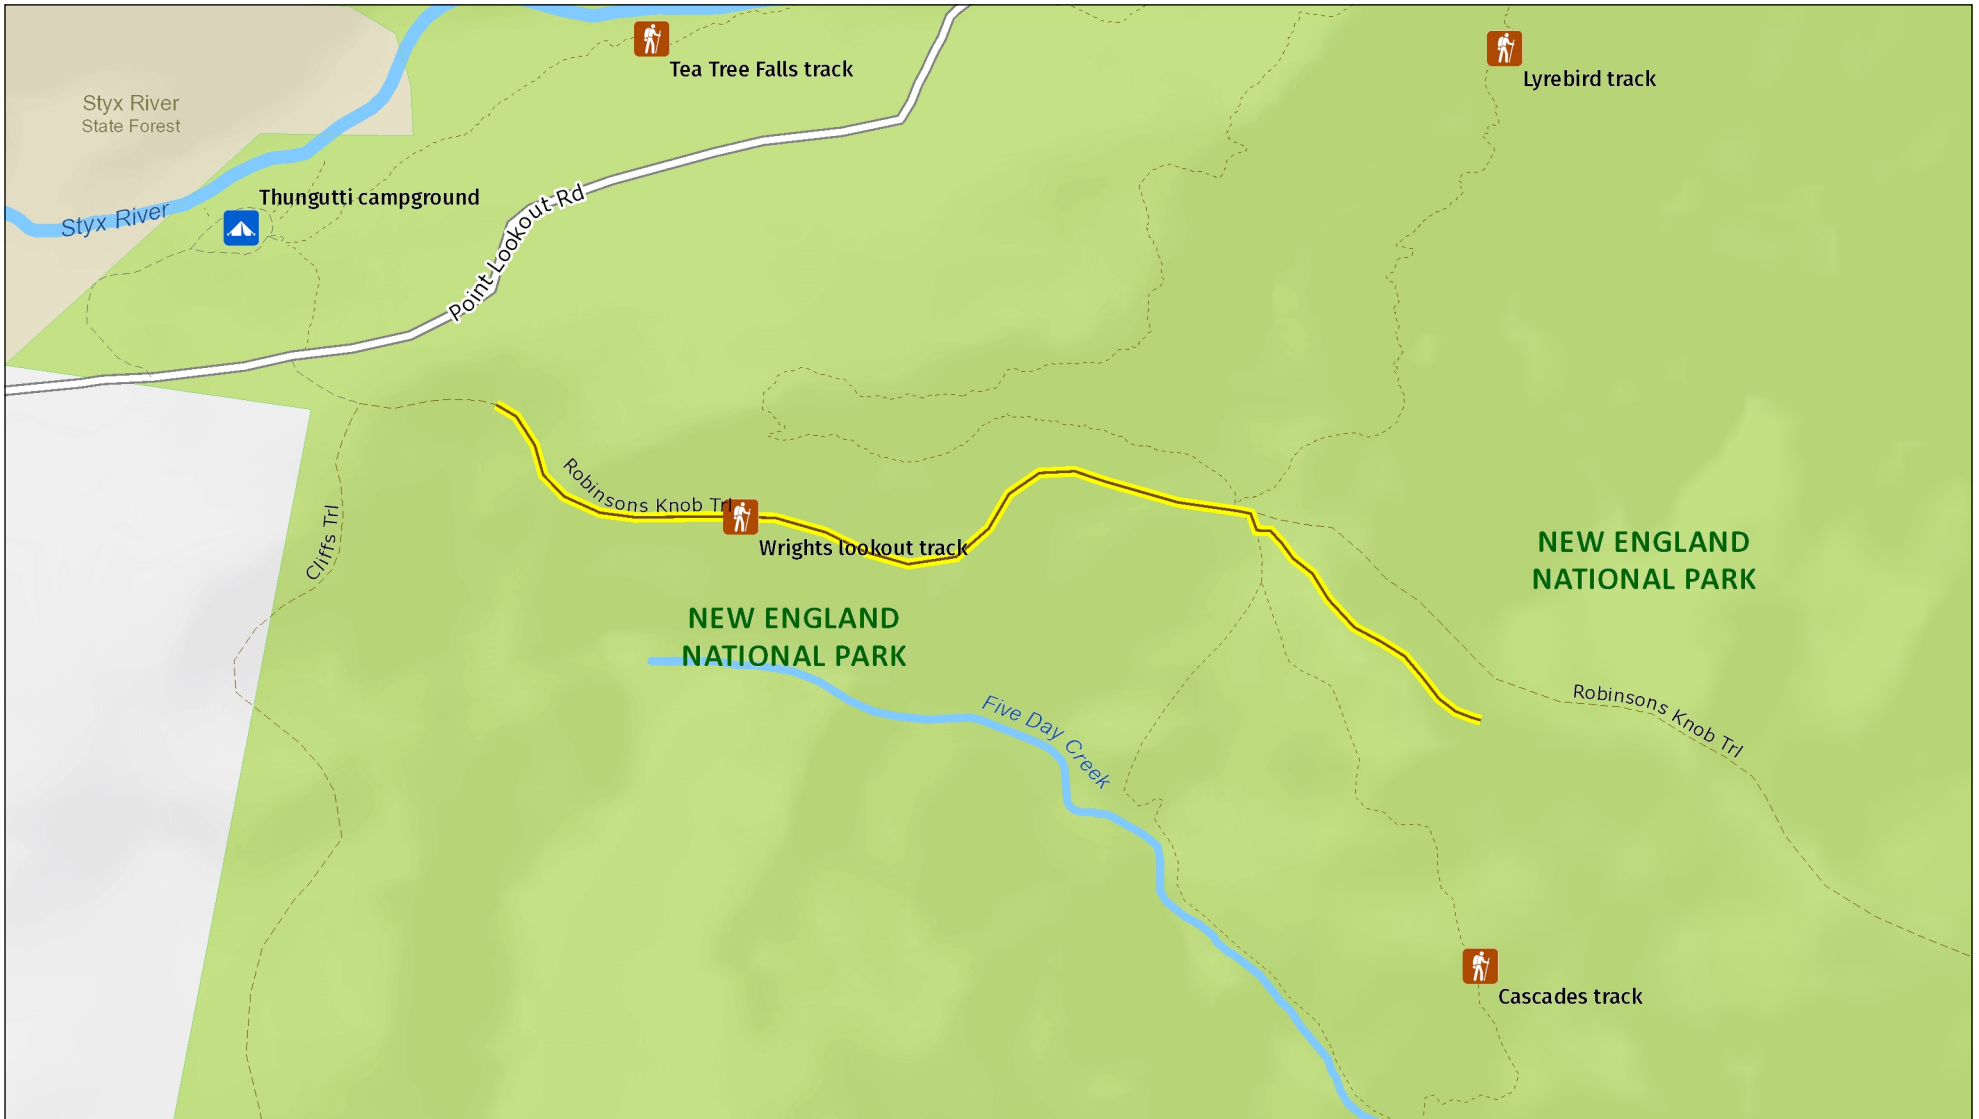 Tea Tree Falls track
Lyrebird track
Styx River
State Forest
Thungutti campground
Styx River
Point Lookout Rd
Robinsons Knob Trl
Cliffs Trl
Wrights lookout track
NEW ENGLAND
NATIONAL PARK
NEW ENGLAND
NATIONAL PARK
Five Day Creek
Robinsons Knob Trl
Cascades track